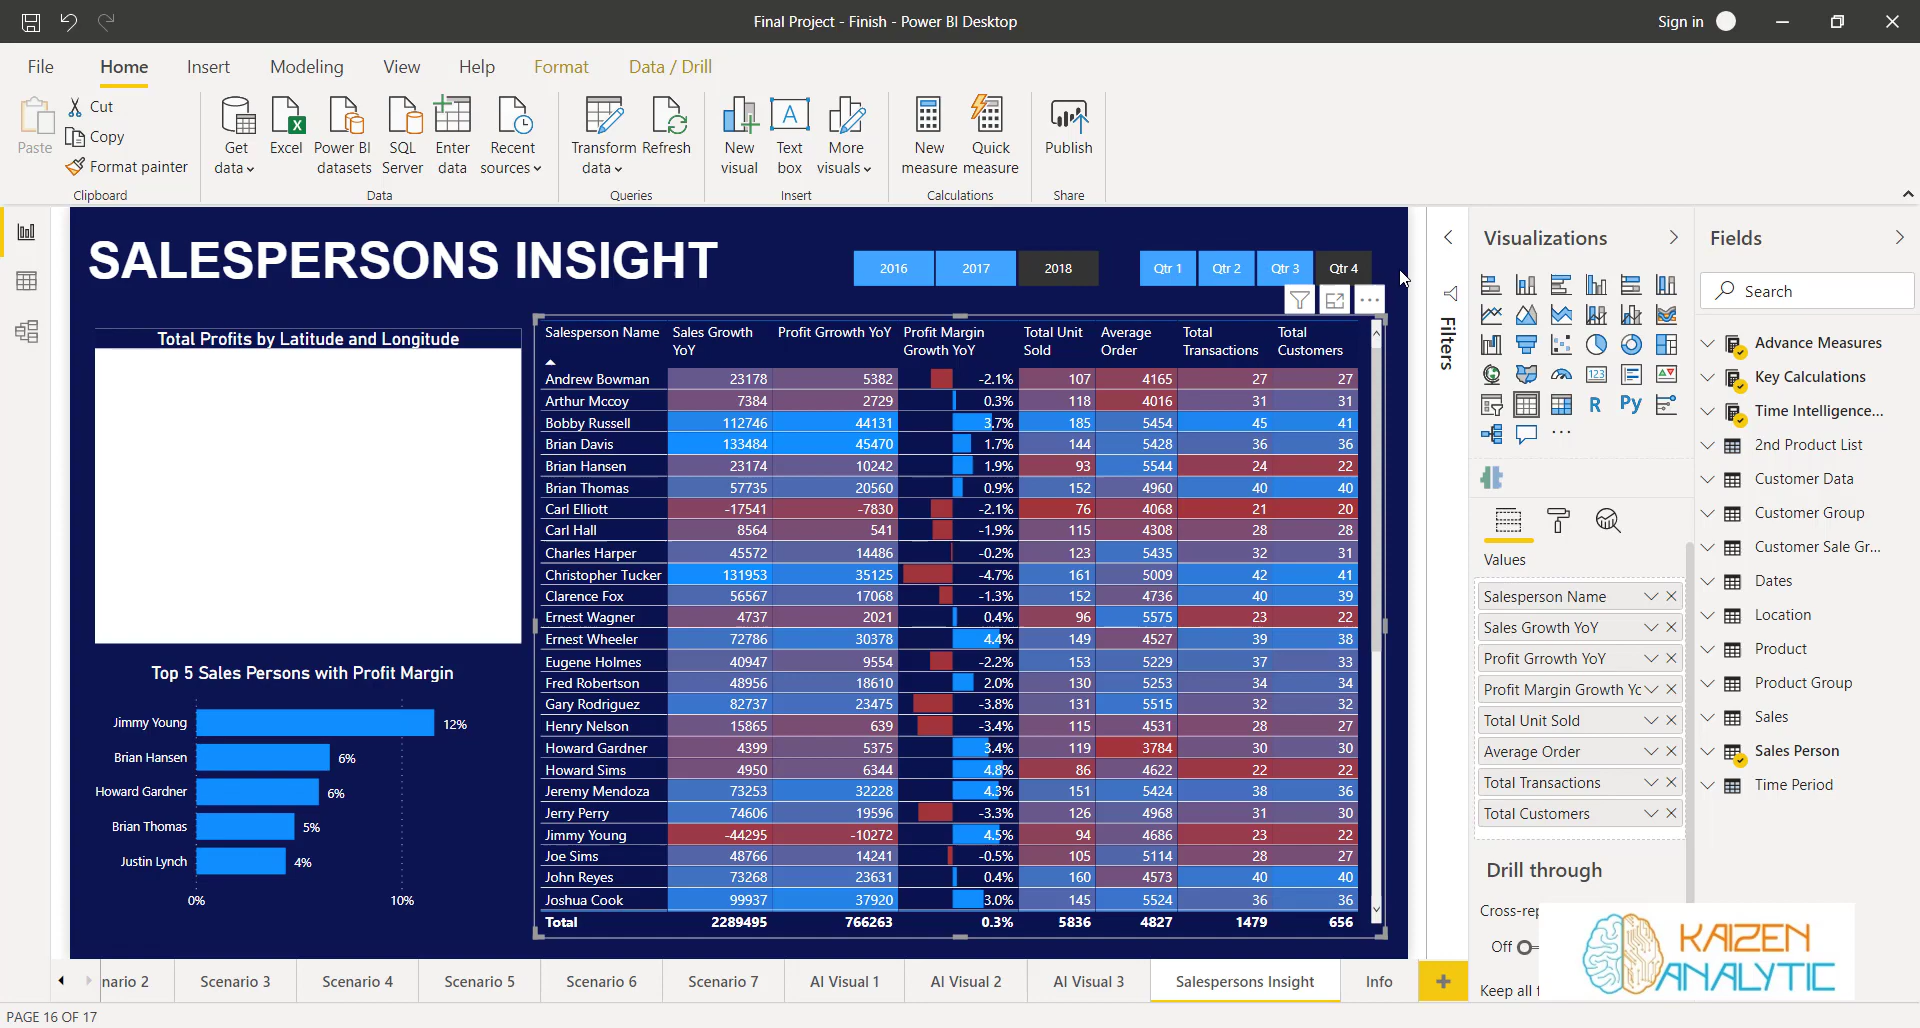 Final Project - Finish - Power BI Desktop
Sign in
File Home Insert Modeling View Help Format Data / Drill
Paste
Cut
Copy
Format painter
Get data
Excel
Power BI datasets
SQL Server
Enter data
Recent sources
Transform data
Refresh
New visual
Text box
More visuals
New measure
Quick measure
Publish
Clipboard Data Queries Insert Calculations Share
SALESPERSONS INSIGHT
2016 2017 2018
Qtr 1 Qtr 2 Qtr 3 Qtr 4
Total Profits by Latitude and Longitude
Top 5 Sales Persons with Profit Margin
Jimmy Young 12%
Brian Hansen 6%
Howard Gardner 6%
Brian Thomas 5%
Justin Lynch 4%
0% 10%
Salesperson Name Sales Growth YoY Profit Grrowth YoY Profit Margin Growth YoY Total Unit Sold Average Order Total Transactions Total Customers
Andrew Bowman 23178 5382 -2.1% 107 4165 27 27
Arthur Mccoy 7384 2729 0.3% 118 4016 31 31
Bobby Russell 112746 44131 3.7% 185 5454 45 41
Brian Davis 133484 45470 1.7% 144 5428 36 36
Brian Hansen 23174 10242 1.9% 93 5544 24 22
Brian Thomas 57735 20560 0.9% 152 4960 40 40
Carl Elliott -17541 -7830 -2.1% 76 4068 21 20
Carl Hall 8564 541 -1.9% 115 4308 28 28
Charles Harper 45572 14486 -0.2% 123 5435 32 31
Christopher Tucker 131953 35125 -4.7% 161 5009 42 41
Clarence Fox 56567 17068 -1.3% 152 4736 40 39
Ernest Wagner 4737 2021 0.4% 96 5575 23 22
Ernest Wheeler 72786 30378 4.4% 149 4527 39 38
Eugene Holmes 40947 9554 -2.2% 153 5229 37 33
Fred Robertson 48956 18610 2.0% 130 5253 34 34
Gary Rodriguez 82737 23475 -3.8% 131 5515 32 32
Henry Nelson 15865 639 -3.4% 115 4531 28 27
Howard Gardner 4399 5375 3.4% 119 3784 30 30
Howard Sims 4950 6344 4.8% 86 4622 22 22
Jeremy Mendoza 73253 32228 4.3% 151 5424 38 36
Jerry Perry 74606 19596 -3.3% 126 4968 31 30
Jimmy Young -44295 -10272 4.5% 94 4686 23 22
Joe Sims 48766 14241 -0.5% 105 5114 28 27
John Reyes 73268 23631 0.4% 160 4573 40 40
Joshua Cook 99937 37920 3.0% 145 5524 36 36
Total 2289495 766263 0.3% 5836 4827 1479 656
Filters
Visualizations
R Py
123
Values
Salesperson Name
Sales Growth YoY
Profit Grrowth YoY
Profit Margin Growth Yc
Total Unit Sold
Average Order
Total Transactions
Total Customers
Drill through
Cross-rep
Off
Keep all f
KAIZEN
ANALYTIC
Fields
Search
Advance Measures
Key Calculations
Time Intelligence...
2nd Product List
Customer Data
Customer Group
Customer Sale Gr...
Dates
Location
Product
Product Group
Sales
Sales Person
Time Period
nario 2 Scenario 3 Scenario 4 Scenario 5 Scenario 6 Scenario 7 AI Visual 1 AI Visual 2 AI Visual 3 Salespersons Insight Info
PAGE 16 OF 17